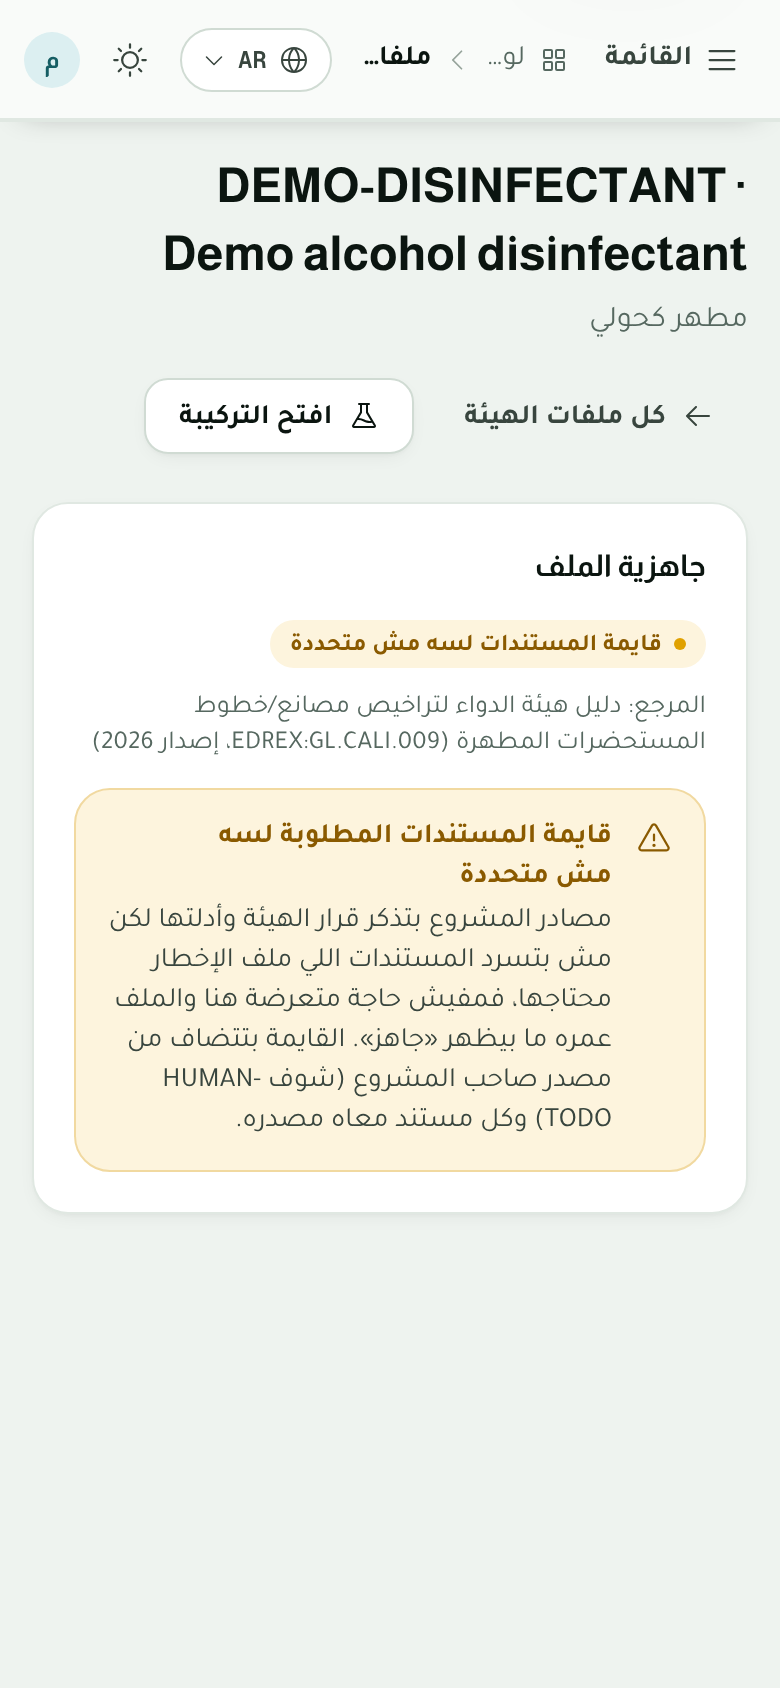 القائمة
لو...
ملفا...
AR
م
DEMO-DISINFECTANT ·
Demo alcohol disinfectant
مطهر كحولي
كل ملفات الهيئة
افتح التركيبة
جاهزية الملف
قايمة المستندات لسه مش متحددة
المرجع: دليل هيئة الدواء لتراخيص مصانع/خطوط
المستحضرات المطهرة (EDREX:GL.CALI.009، إصدار 2026)
قايمة المستندات المطلوبة لسه
مش متحددة
مصادر المشروع بتذكر قرار الهيئة وأدلتها لكن
مش بتسرد المستندات اللي ملف الإخطار
محتاجها، فمفيش حاجة متعرضة هنا والملف
عمره ما بيظهر «جاهز». القايمة بتتضاف من
مصدر صاحب المشروع (شوف HUMAN-
TODO) وكل مستند معاه مصدره.